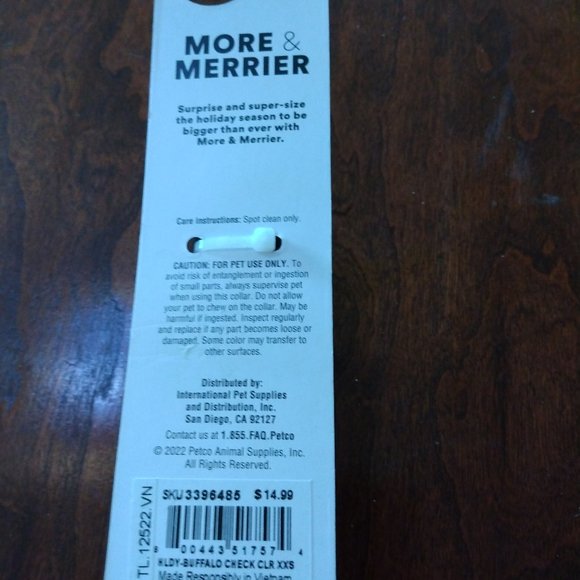 MORE &
MERRIER
Surprise and super-size
the holiday season to be
bigger than ever with
More & Merrier.
Care instructions: Spot clean only.
CAUTION: FOR PET USE ONLY. To
avoid risk of entanglement or ingestion
of small parts, always supervise pet
when using this collar. Do not allow
your pet to chew on the collar. May be
harmful if ingested. Inspect regularly
and replace if any part becomes loose or
damaged. Some color may transfer to
other surfaces.
Distributed by:
International Pet Supplies
and Distribution, Inc.
San Diego, CA 92127
Contact us at 1.855.FAQ.Petco
© 2022 Petco Animal Supplies, Inc.
All Rights Reserved.
TL.12522.VN
SKU 3396485 $14.99
8 00443 51757 4
HLDY-BUFFALO CHECK CLR XXS
Made Responsibly in Vietnam